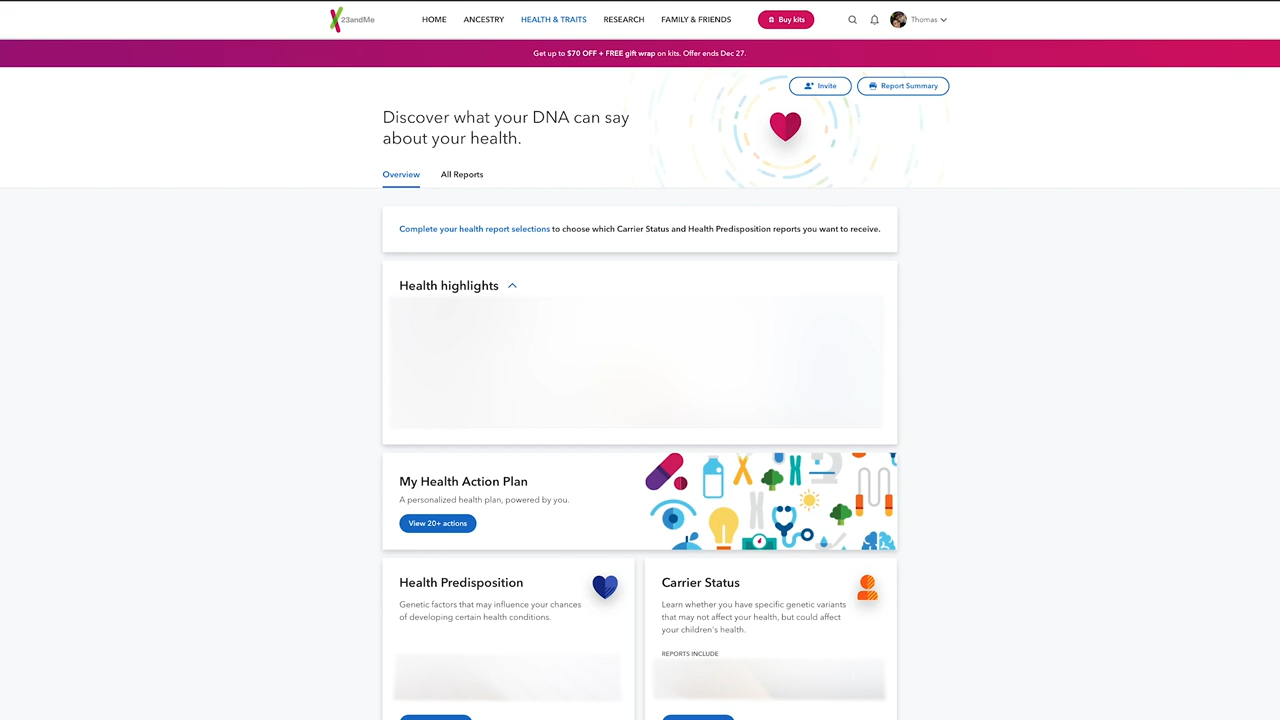 23andMe
HOME
ANCESTRY
HEALTH & TRAITS
RESEARCH
FAMILY & FRIENDS
Buy kits
Thomas
Get up to $70 OFF + FREE gift wrap on kits. Offer ends Dec 27.
Invite
Report Summary
Discover what your DNA can say
about your health.
Overview
All Reports
Complete your health report selections to choose which Carrier Status and Health Predisposition reports you want to receive.
Health highlights
My Health Action Plan
A personalized health plan, powered by you.
View 20+ actions
Health Predisposition
Genetic factors that may influence your chances
of developing certain health conditions.
Carrier Status
Learn whether you have specific genetic variants
that may not affect your health, but could affect
your children's health.
REPORTS INCLUDE